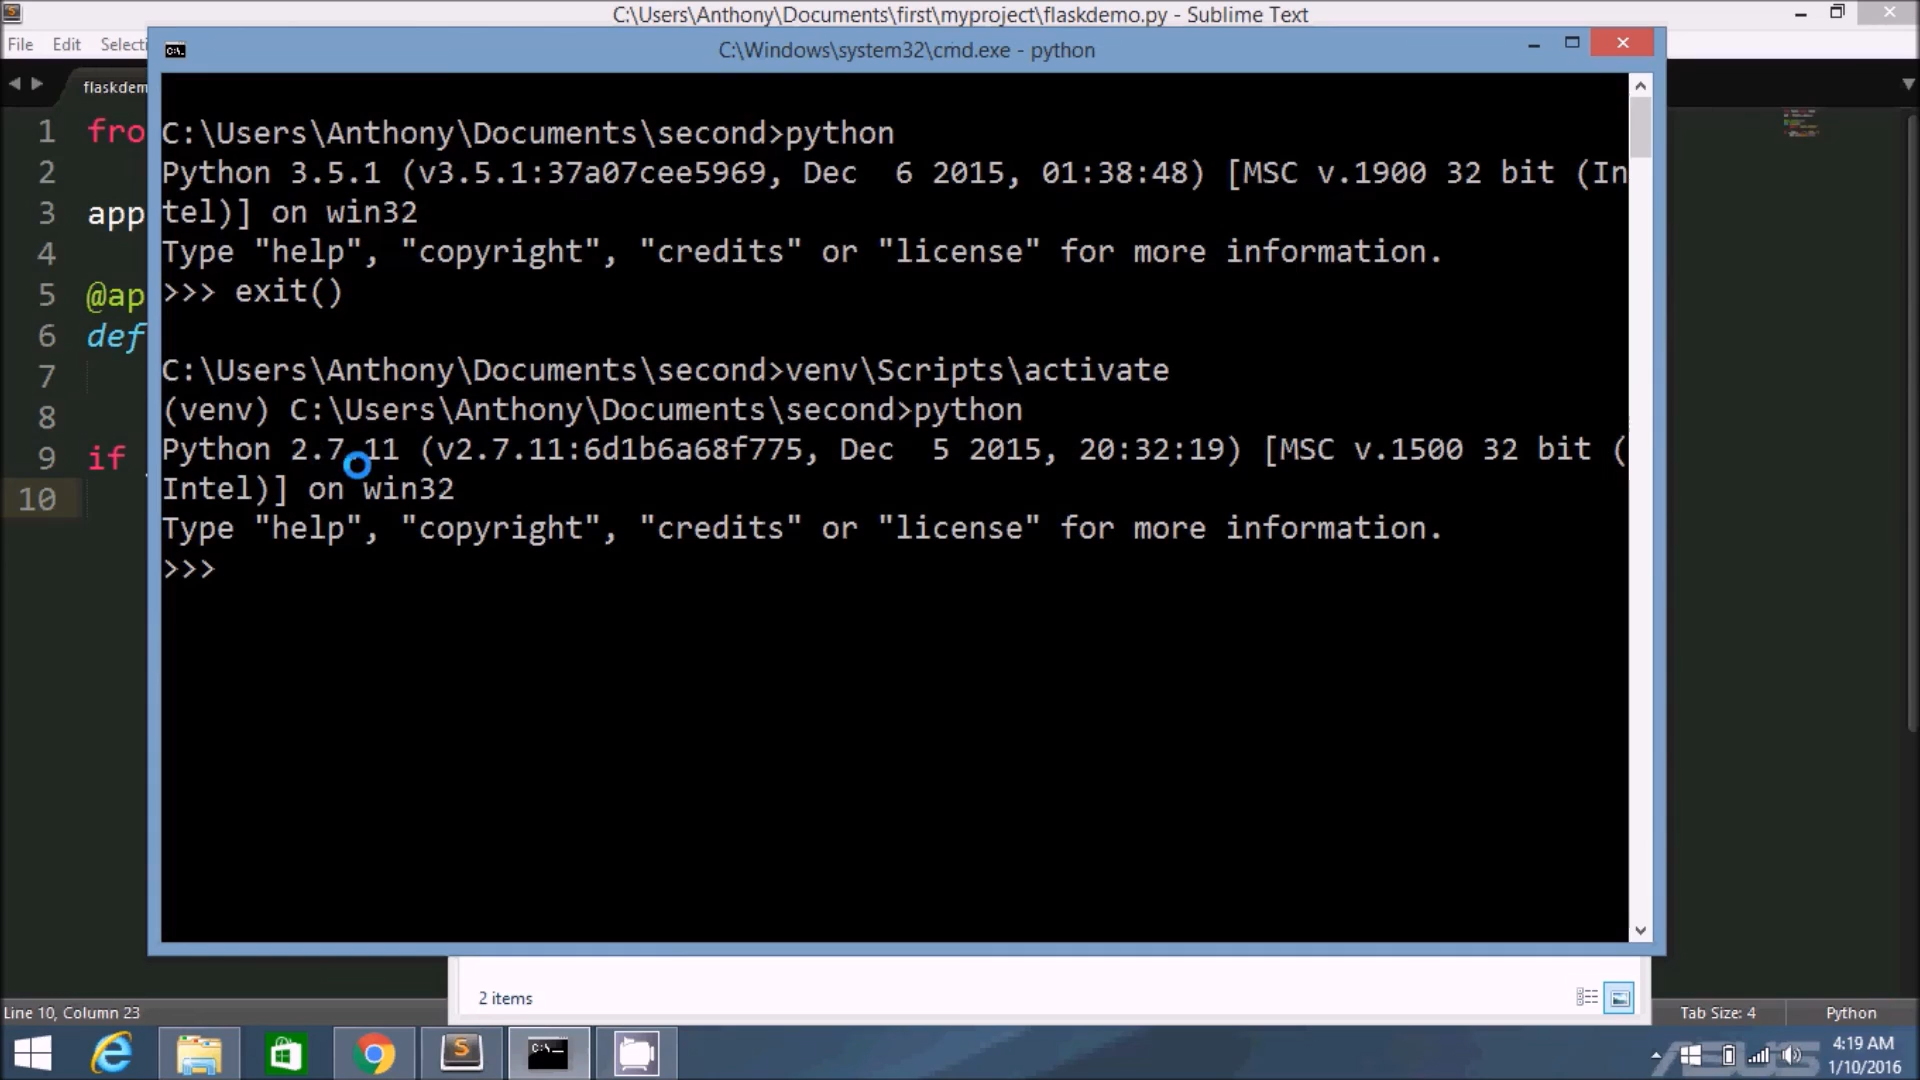 C:\Users\Anthony\Documents\first\myproject\flaskdemo.py - Sublime Text
File Edit Selecti
C:\Windows\system32\cmd.exe - python
flaskdem
1 fro
2
3 app
4
5 @ap
6 def
7
8
9 if
10
C:\Users\Anthony\Documents\second>python
Python 3.5.1 (v3.5.1:37a07cee5969, Dec  6 2015, 01:38:48) [MSC v.1900 32 bit (In
tel)] on win32
Type "help", "copyright", "credits" or "license" for more information.
>>> exit()
C:\Users\Anthony\Documents\second>venv\Scripts\activate
(venv) C:\Users\Anthony\Documents\second>python
Python 2.7.11 (v2.7.11:6d1b6a68f775, Dec  5 2015, 20:32:19) [MSC v.1500 32 bit (
Intel)] on win32
Type "help", "copyright", "credits" or "license" for more information.
>>>
2 items
Line 10, Column 23
Tab Size: 4
Python
C:\
ASUS
4:19 AM
1/10/2016